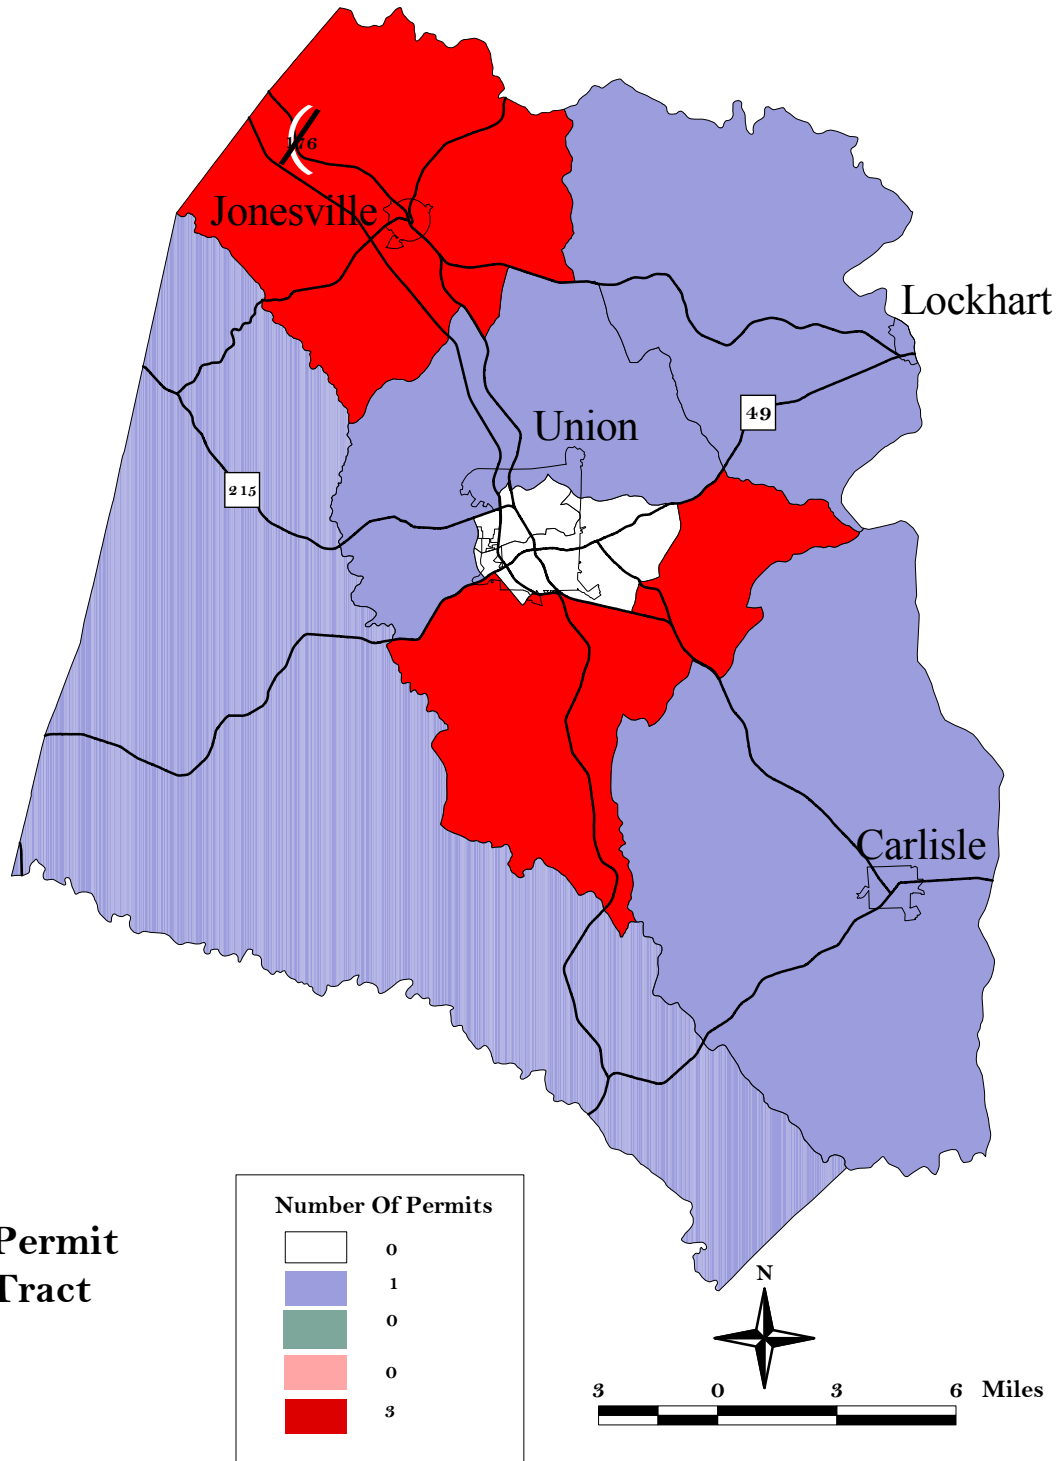 176
Jonesville
Lockhart
49
Union
215
Carlisle
Number Of Permits
0
1
0
0
3
Permit
Tract
N
3 0 3 6 Miles